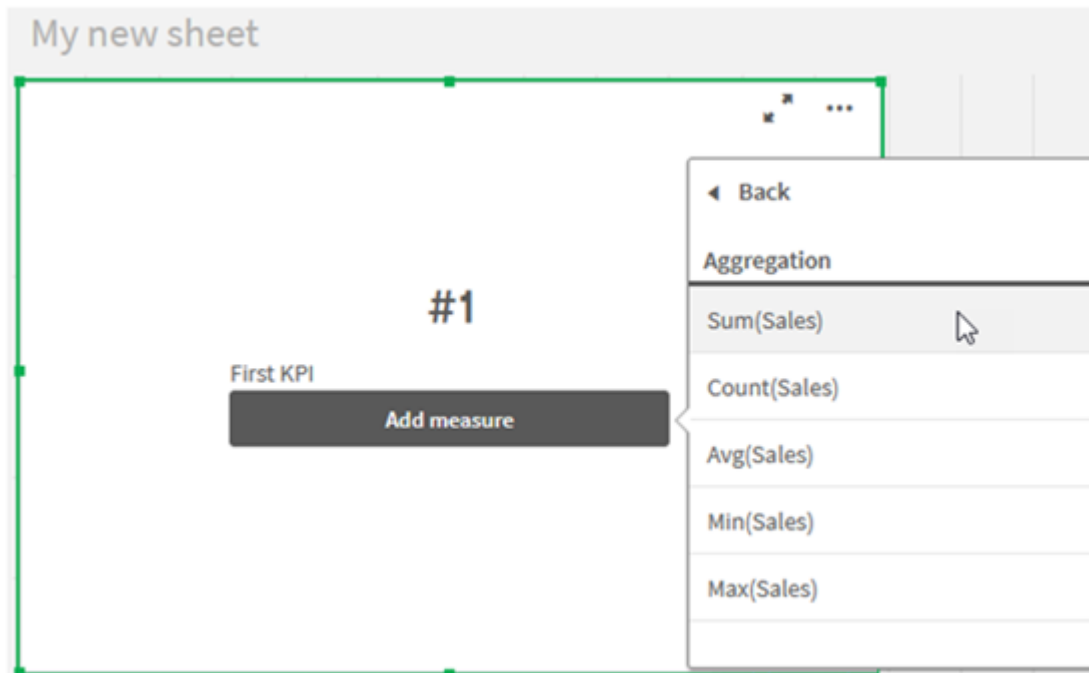 My new sheet
Back
Aggregation
#1
Sum(Sales)
First KPI
Count(Sales)
Add measure
Avg(Sales)
Min(Sales)
Max(Sales)